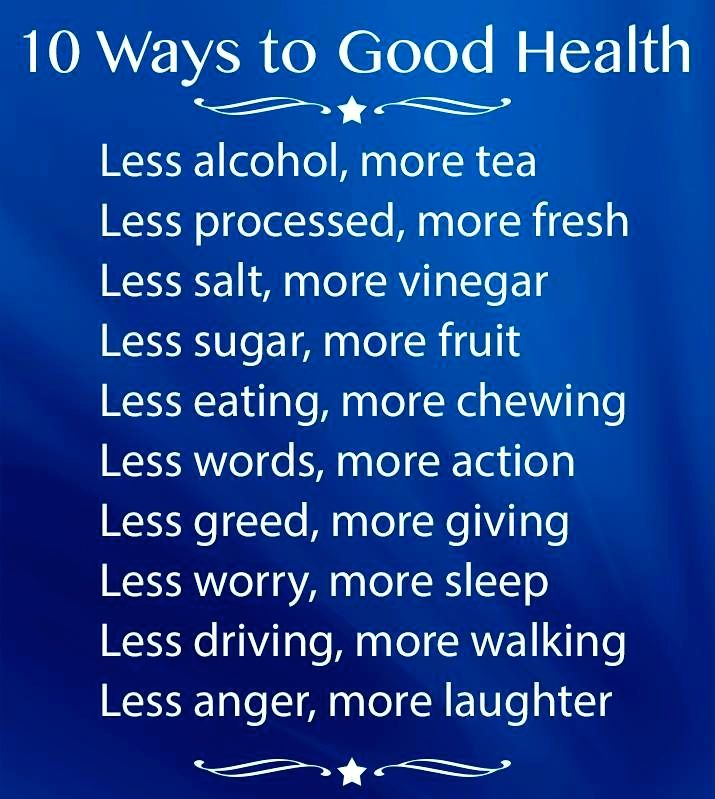 10 Ways to Good Health
Less alcohol, more tea
Less processed, more fresh
Less salt, more vinegar
Less sugar, more fruit
Less eating, more chewing
Less words, more action
Less greed, more giving
Less worry, more sleep
Less driving, more walking
Less anger, more laughter